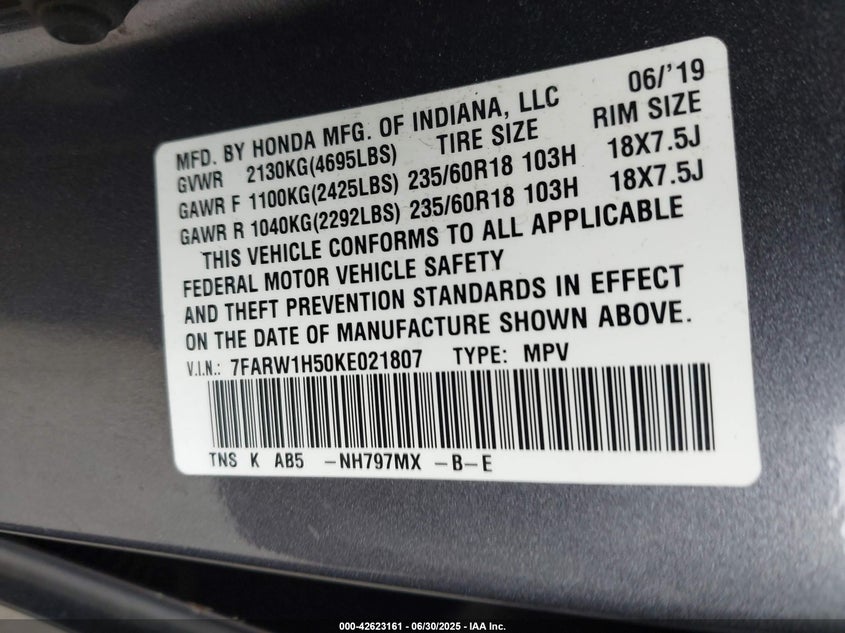 06/'19
MFD. BY HONDA MFG. OF INDIANA, LLC
GVWR 2130KG(4695LBS) TIRE SIZE RIM SIZE
GAWR F 1100KG(2425LBS) 235/60R18 103H 18X7.5J
GAWR R 1040KG(2292LBS) 235/60R18 103H 18X7.5J
THIS VEHICLE CONFORMS TO ALL APPLICABLE
FEDERAL MOTOR VEHICLE SAFETY
AND THEFT PREVENTION STANDARDS IN EFFECT
ON THE DATE OF MANUFACTURE SHOWN ABOVE.
V.I.N.: 7FARW1H50KE021807 TYPE: MPV
TNS K AB5 -NH797MX -B-E
000-42623161 - 06/30/2025 - IAA Inc.